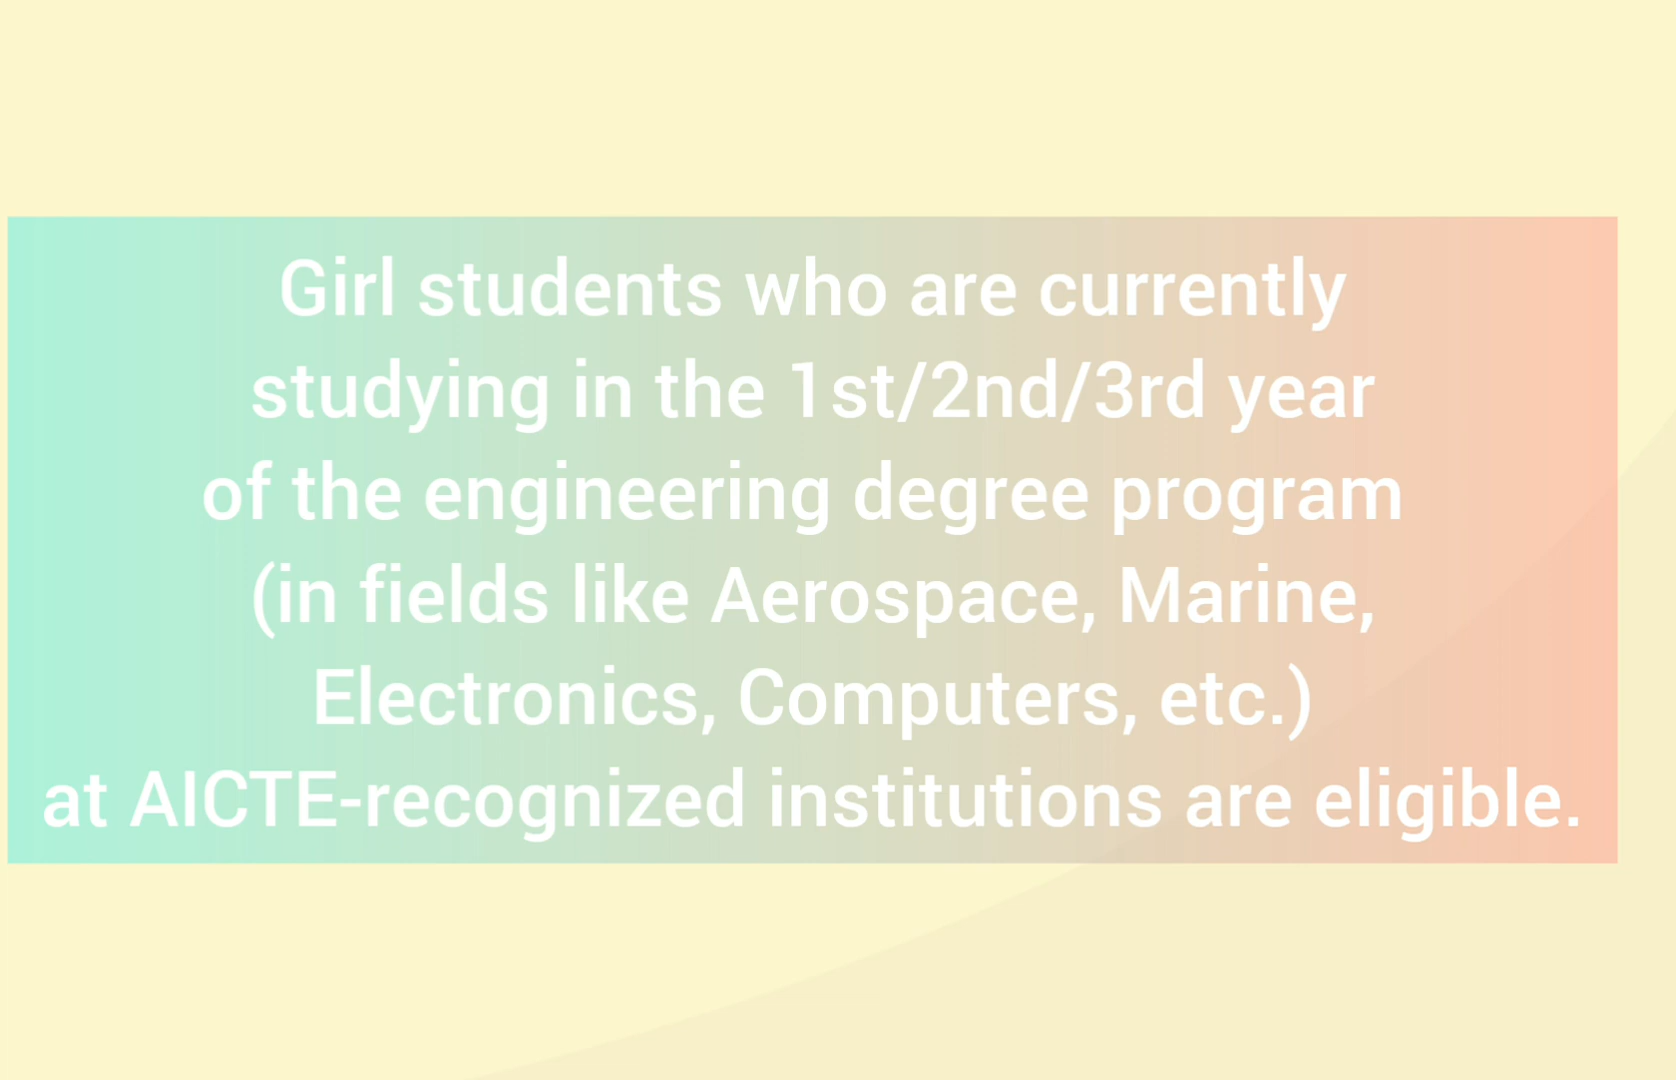 Girl students who are currently
studying in the 1st/2nd/3rd year
of the engineering degree program
(in fields like Aerospace, Marine,
Electronics, Computers, etc.)
at AICTE-recognized institutions are eligible.